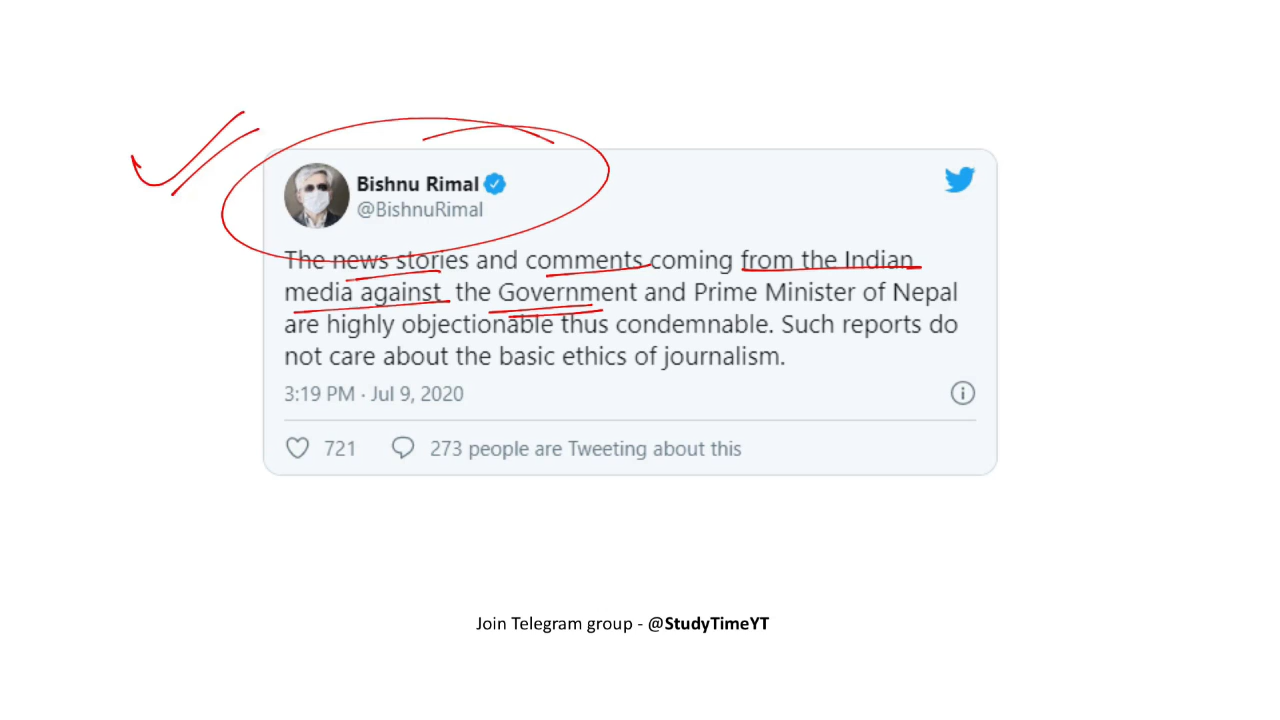 Bishnu Rimal
@BishnuRimal
The news stories and comments coming from the Indian
media against the Government and Prime Minister of Nepal
are highly objectionable thus condemnable. Such reports do
not care about the basic ethics of journalism.
3:19 PM · Jul 9, 2020
721 273 people are Tweeting about this
Join Telegram group - @StudyTimeYT